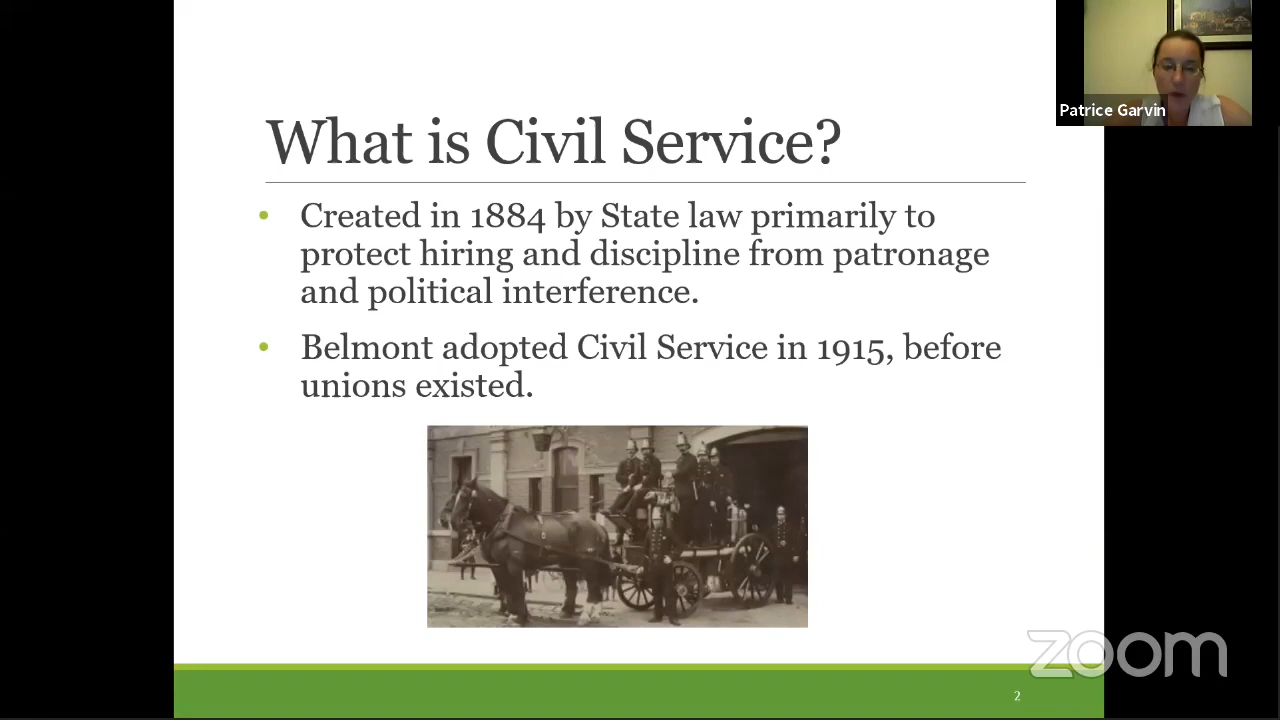 Patrice Garvin
What is Civil Service?
• Created in 1884 by State law primarily to
protect hiring and discipline from patronage
and political interference.
• Belmont adopted Civil Service in 1915, before
unions existed.
zoom
2